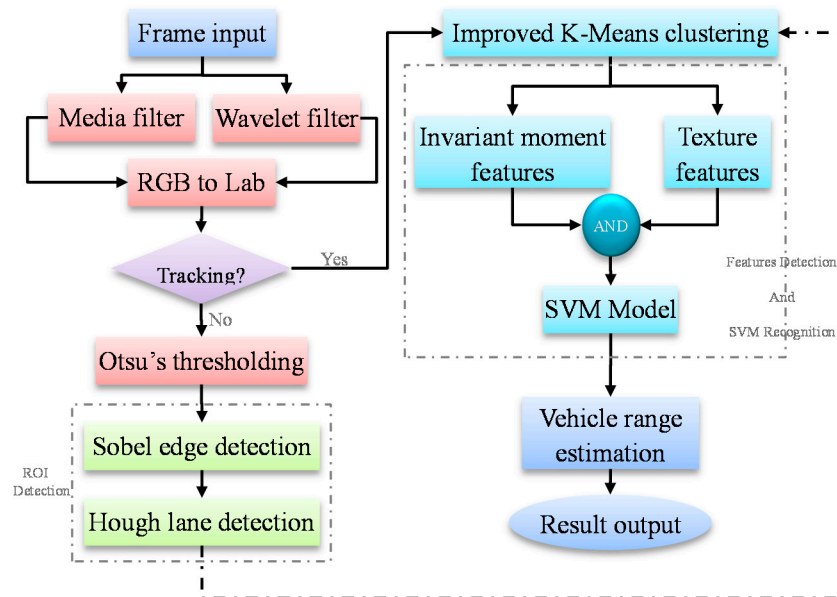 Frame input
Media filter
Wavelet filter
RGB to Lab
Tracking?
Yes
No
Otsu's thresholding
Sobel edge detection
Hough lane detection
ROI
Detection
Improved K-Means clustering
Invariant moment
features
Texture
features
AND
SVM Model
Features Detection
And
SVM Recognition
Vehicle range
estimation
Result output